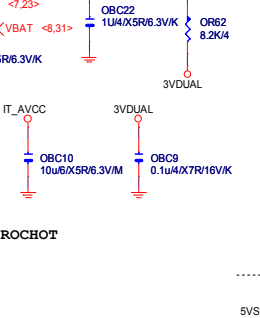 <7,23>
OBC22
1U/4/X5R/6.3V/K
VBAT <8,31>
OR62
8.2K/4
R/6.3V/K
3VDUAL
IT_AVCC
3VDUAL
OBC10
10u/6/X5R/6.3V/M
OBC9
0.1u/4/X7R/16V/K
ROCHOT
5VS